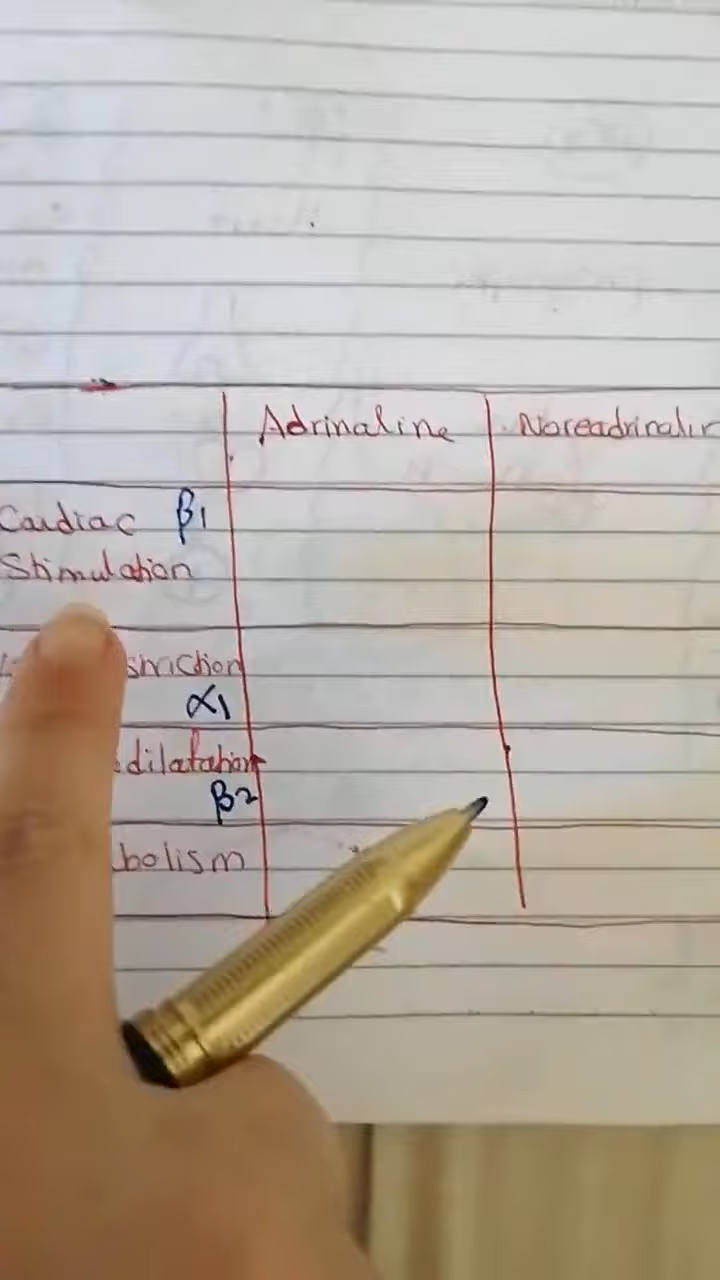 Adrinaline Noreadrinalin
Cardiac β1
Stimulation
striction
α1
dilatation
β2
bolism